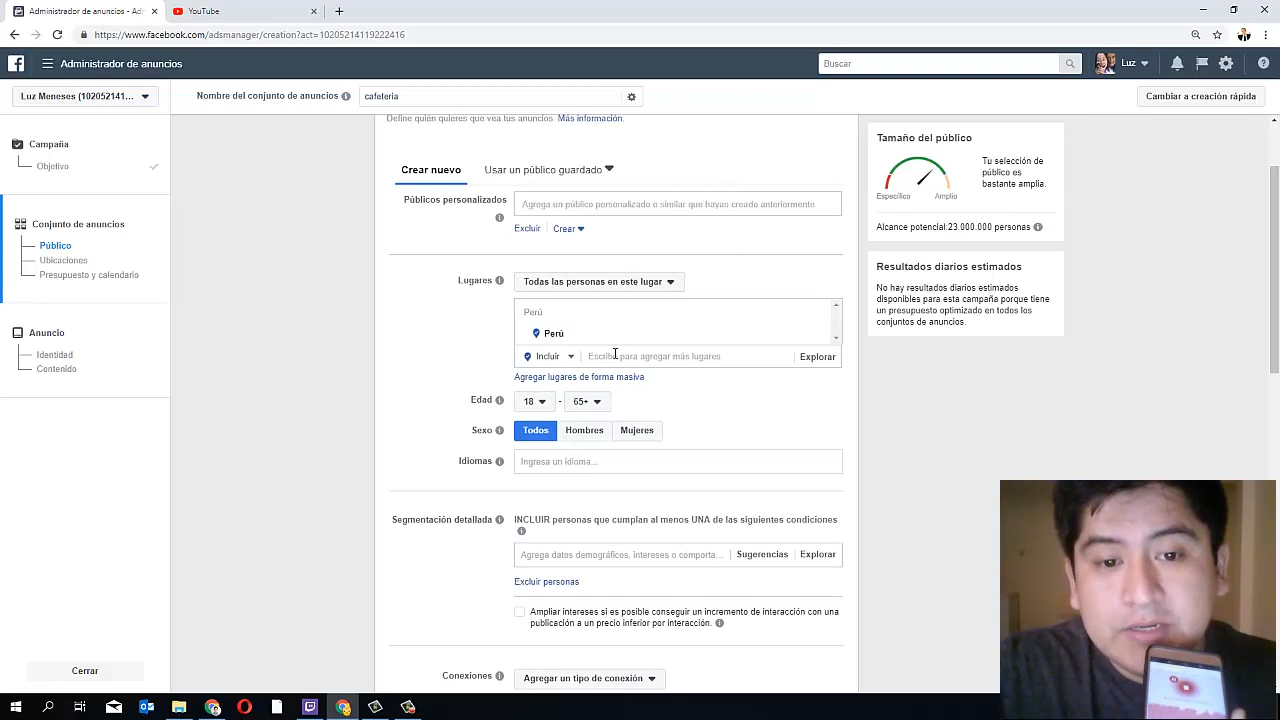 Administrador de anuncios - Adm
YouTube
https://www.facebook.com/adsmanager/creation?act=10205214119222416
Administrador de anuncios
Buscar
Luz
Luz Meneses (102052141...
Nombre del conjunto de anuncios
cafeteria
Cambiar a creación rápida
Campaña
Objetivo
Conjunto de anuncios
Público
Ubicaciones
Presupuesto y calendario
Anuncio
Identidad
Contenido
Cerrar
Define quién quieres que vea tus anuncios. Más información.
Crear nuevo
Usar un público guardado
Públicos personalizados
Agrega un público personalizado o similar que hayas creado anteriormente
Excluir
Crear
Lugares
Todas las personas en este lugar
Perú
Perú
Incluir
Escribe para agregar más lugares
Explorar
Agregar lugares de forma masiva
Edad
18 - 65+
Sexo
Todos
Hombres
Mujeres
Idiomas
Ingresa un idioma...
Segmentación detallada
INCLUIR personas que cumplan al menos UNA de las siguientes condiciones
Agrega datos demográficos, intereses o comporta...
Sugerencias
Explorar
Excluir personas
Ampliar intereses si es posible conseguir un incremento de interacción con una
publicación a un precio inferior por interacción.
Conexiones
Agregar un tipo de conexión
Tamaño del público
Específico
Amplio
Tu selección de
público es
bastante amplia.
Alcance potencial:23.000.000 personas
Resultados diarios estimados
No hay resultados diarios estimados
disponibles para esta campaña porque tiene
un presupuesto optimizado en todos los
conjuntos de anuncios.